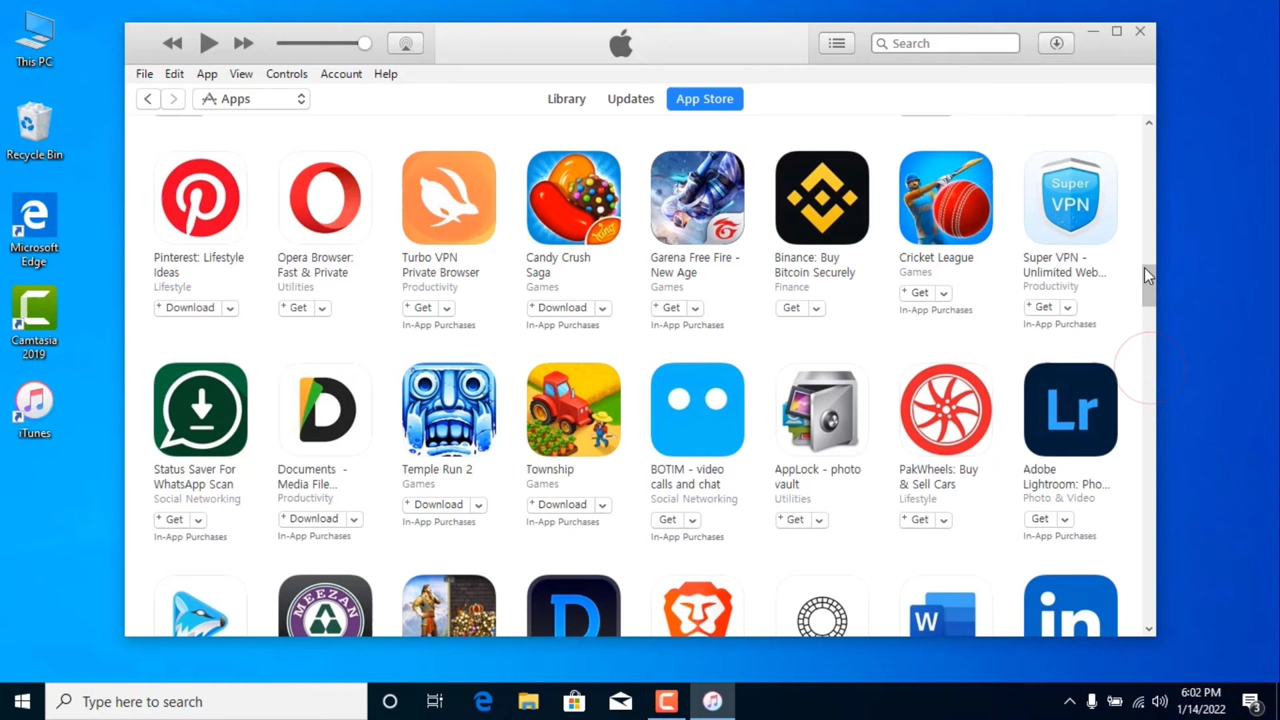 This PC
Recycle Bin
Microsoft
Edge
Camtasia
2019
iTunes
Search
File Edit View Controls Account Help
App
Apps
Library Updates App Store
Pinterest: Lifestyle
Ideas
Lifestyle
+ Download
Opera Browser:
Fast & Private
Utilities
+ Get
Turbo VPN
Private Browser
Productivity
+ Get
In-App Purchases
King
Candy Crush
Saga
Games
+ Download
In-App Purchases
Garena Free Fire -
New Age
Games
+ Get
In-App Purchases
Binance: Buy
Bitcoin Securely
Finance
Get
Cricket League
Games
+ Get
In-App Purchases
Super
VPN
Super VPN -
Unlimited Web...
Productivity
+ Get
In-App Purchases
Status Saver For
WhatsApp Scan
Social Networking
+ Get
In-App Purchases
Documents -
Media File...
Productivity
+ Download
In-App Purchases
Temple Run 2
Games
+ Download
In-App Purchases
Township
Games
+ Download
In-App Purchases
BOTIM - video
calls and chat
Social Networking
Get
In-App Purchases
AppLock - photo
vault
Utilities
+ Get
PakWheels: Buy
& Sell Cars
Lifestyle
+ Get
Lr
Adobe
Lightroom: Pho...
Photo & Video
Get
In-App Purchases
MEEZAN
D
W
in
Type here to search
6:02 PM
1/14/2022
3